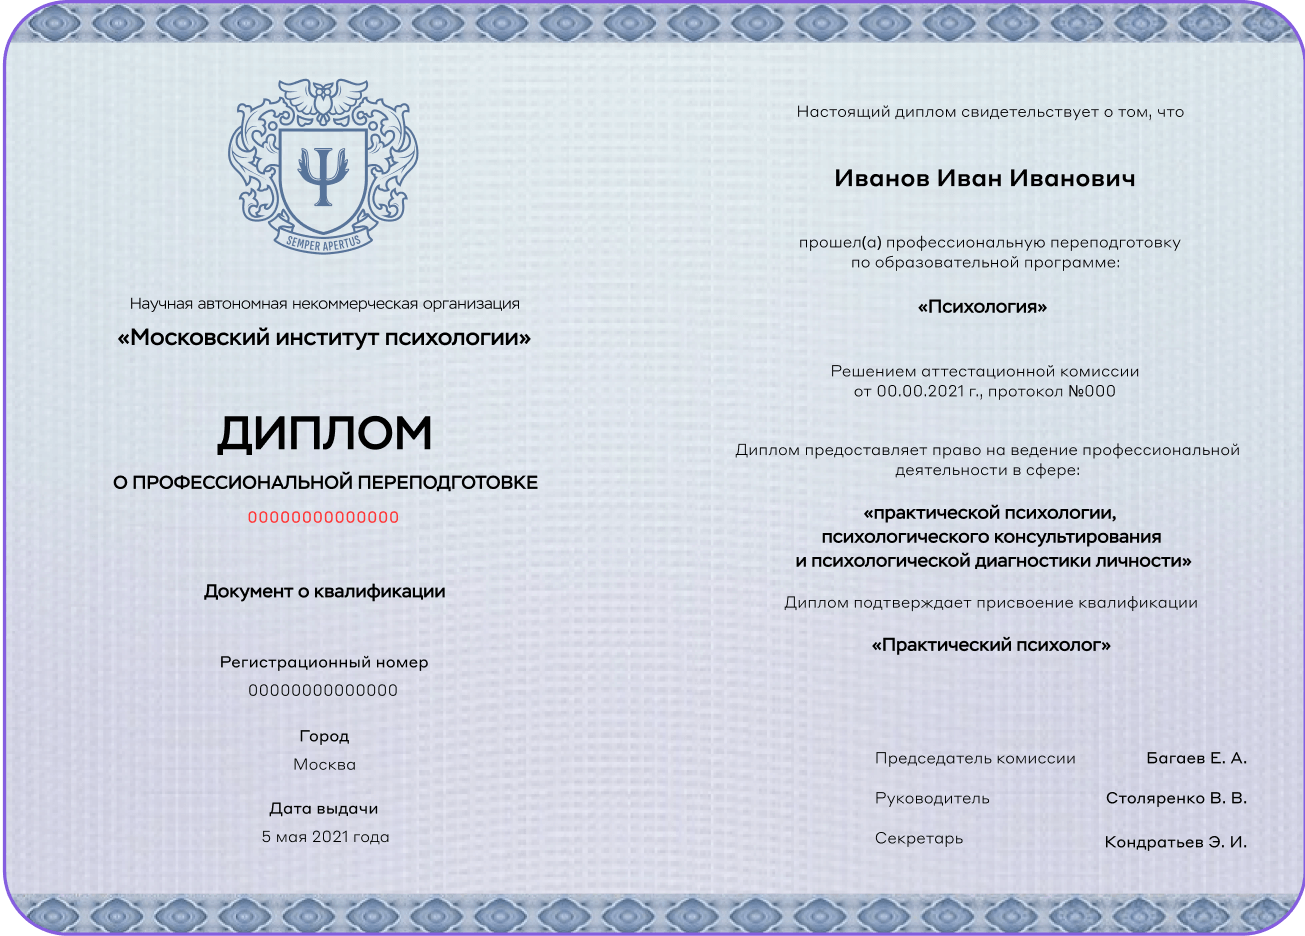 SEMPER APERTUS
Научная автономная некоммерческая организация
«Московский институт психологии»
ДИПЛОМ
О ПРОФЕССИОНАЛЬНОЙ ПЕРЕПОДГОТОВКЕ
00000000000000
Документ о квалификации
Регистрационный номер
00000000000000
Город
Москва
Дата выдачи
5 мая 2021 года
Настоящий диплом свидетельствует о том, что
Иванов Иван Иванович
прошел(а) профессиональную переподготовку
по образовательной программе:
«Психология»
Решением аттестационной комиссии
от 00.00.2021 г., протокол №000
Диплом предоставляет право на ведение профессиональной
деятельности в сфере:
«практической психологии,
психологического консультирования
и психологической диагностики личности»
Диплом подтверждает присвоение квалификации
«Практический психолог»
Председатель комиссии Багаев Е. А.
Руководитель Столяренко В. В.
Секретарь Кондратьев Э. И.